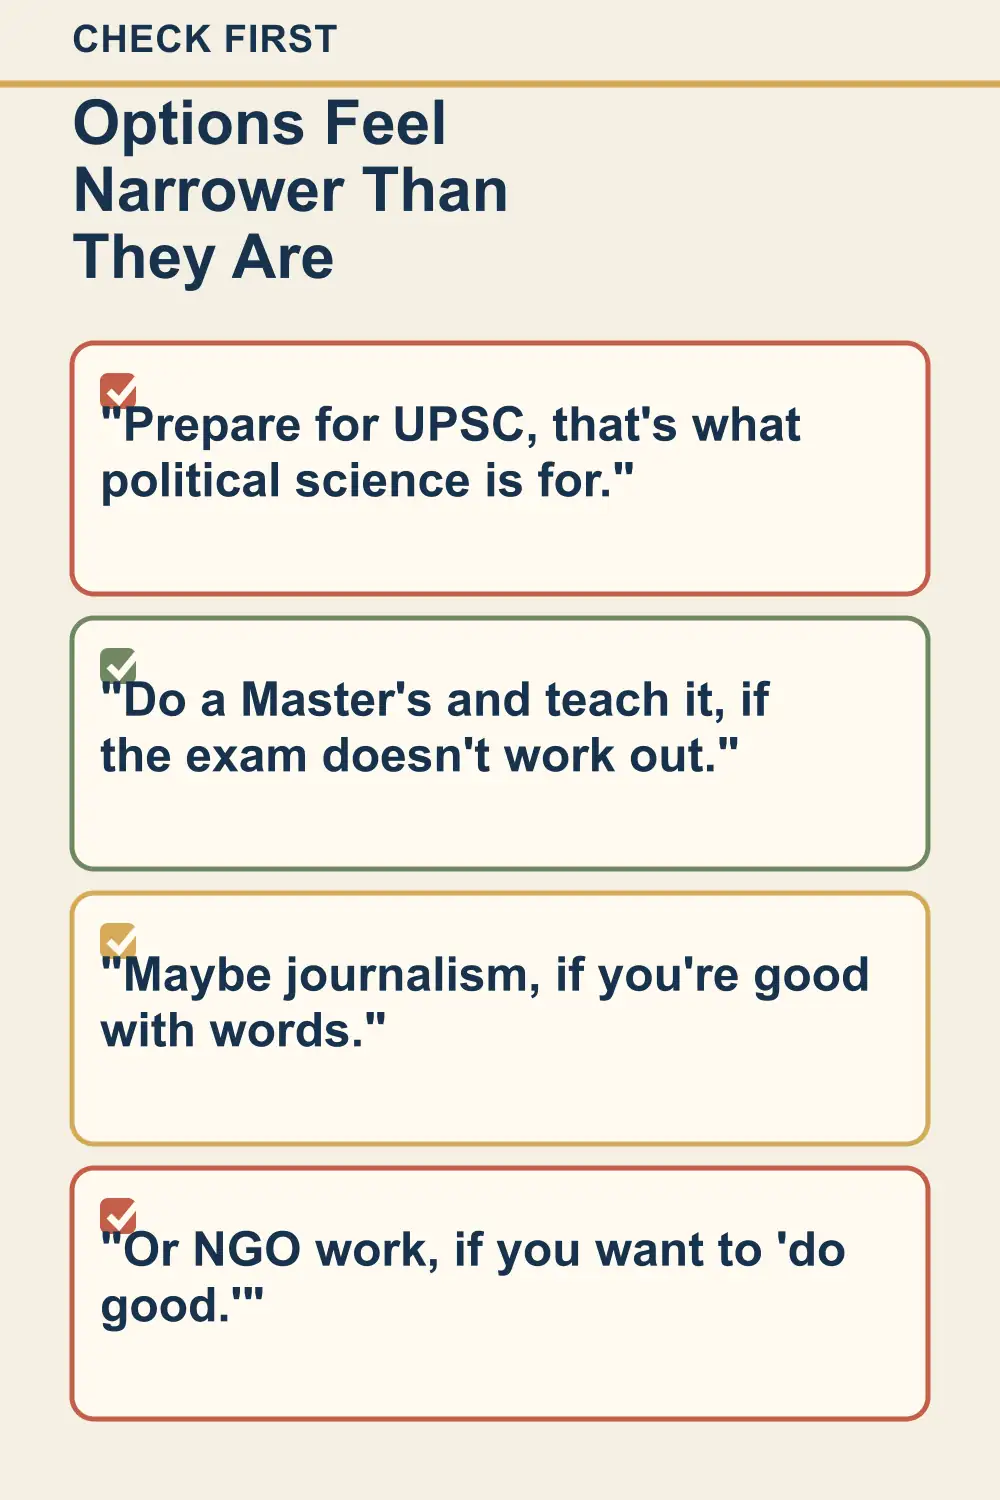 CHECK FIRST
Options Feel
Narrower Than
They Are
"Prepare for UPSC, that's what
political science is for."
"Do a Master's and teach it, if
the exam doesn't work out."
"Maybe journalism, if you're good
with words."
"Or NGO work, if you want to 'do
good.'"